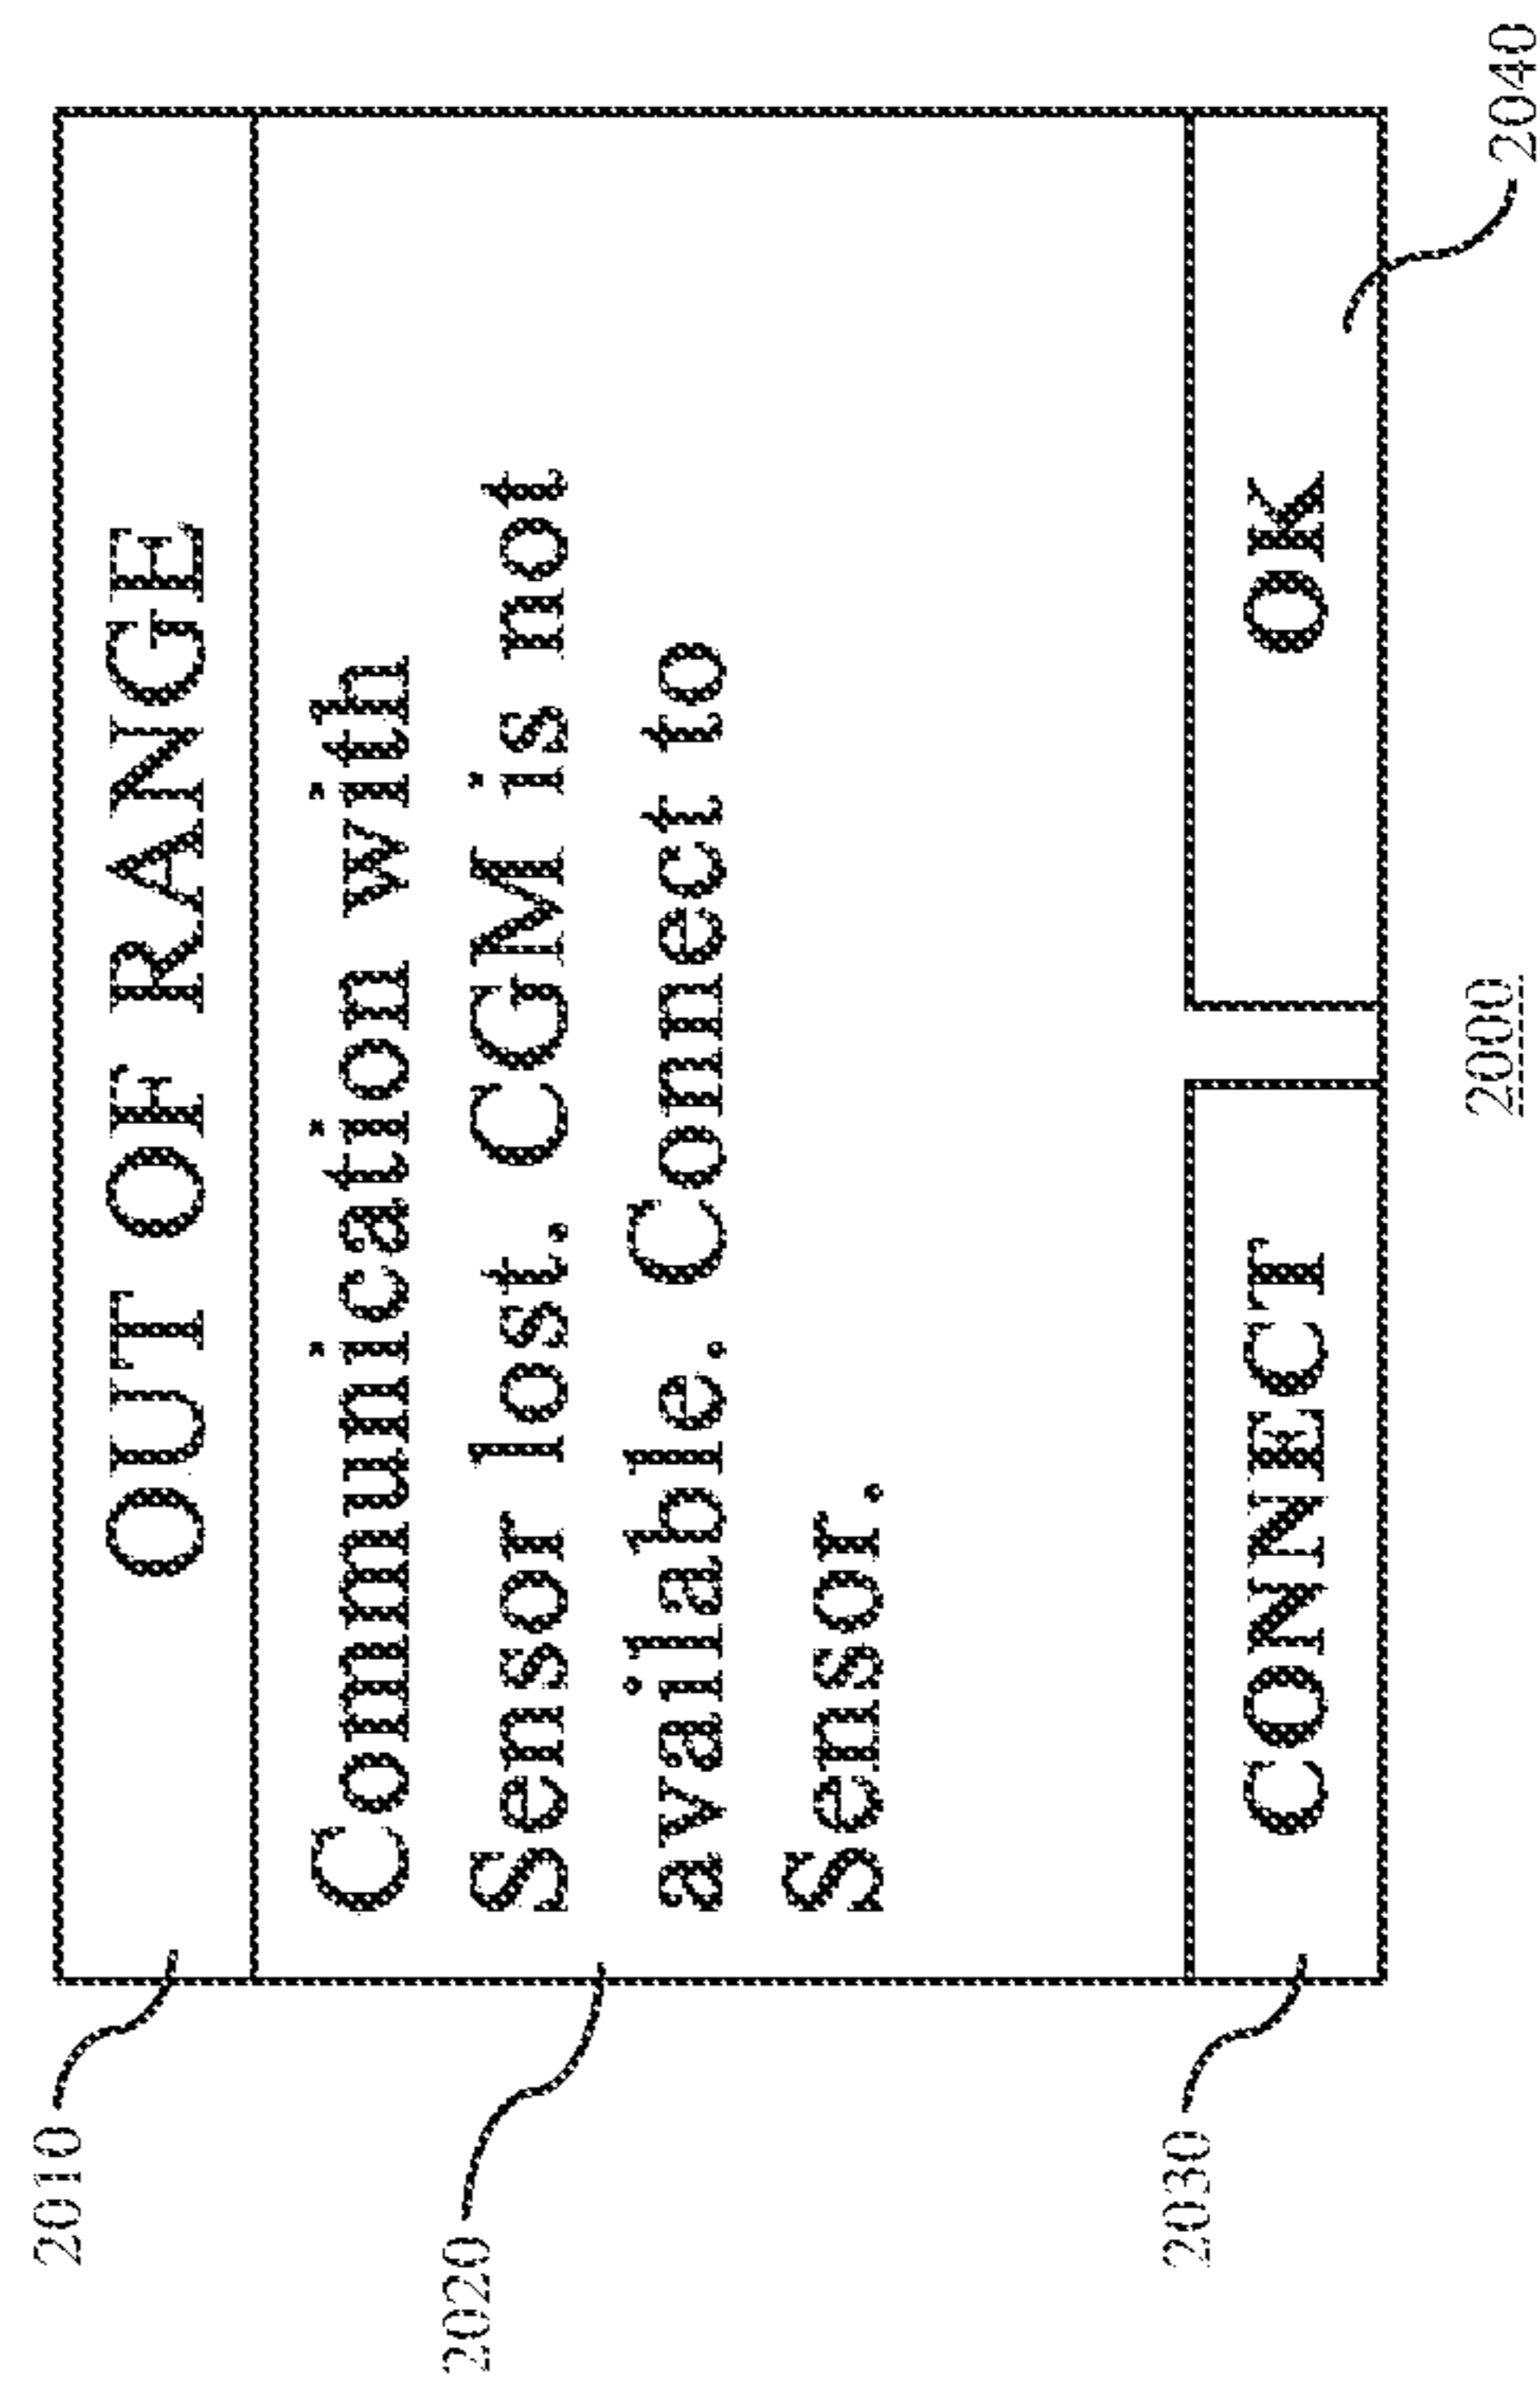 2010
OUT OF RANGE
2020
Communication with
Sensor lost. CGM is not
available. Connect to
Sensor.
2030
CONNECT
OK
2040
2000